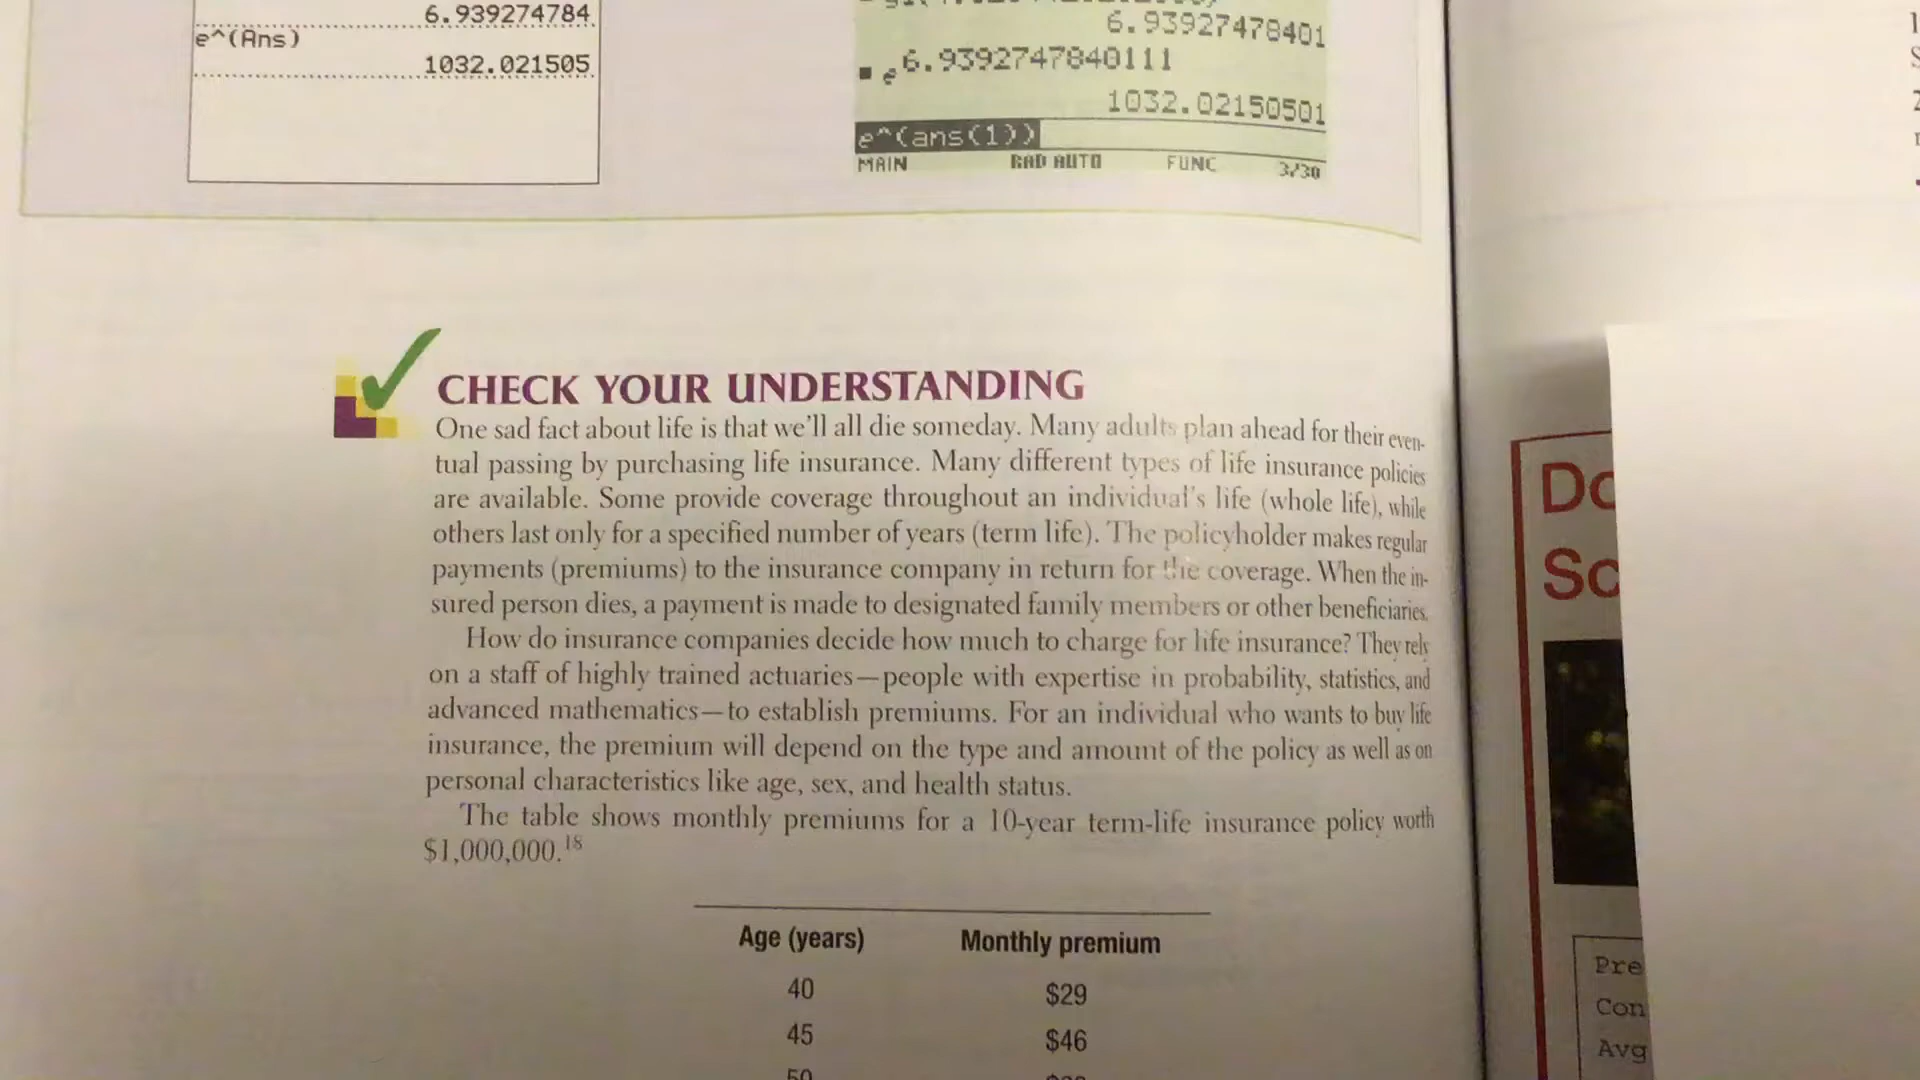 6.939274784
e^(Ans)
1032.021505
6.93927478401
e^6.9392747840111
1032.02150501
e^(ans(1))
MAIN RAD AUTO FUNC 3/30
CHECK YOUR UNDERSTANDING
One sad fact about life is that we'll all die someday. Many adults plan ahead for their even-
tual passing by purchasing life insurance. Many different types of life insurance policies
are available. Some provide coverage throughout an individual's life (whole life), while
others last only for a specified number of years (term life). The policyholder makes regular
payments (premiums) to the insurance company in return for the coverage. When the in-
sured person dies, a payment is made to designated family members or other beneficiaries.
How do insurance companies decide how much to charge for life insurance? They rely
on a staff of highly trained actuaries—people with expertise in probability, statistics, and
advanced mathematics—to establish premiums. For an individual who wants to buy life
insurance, the premium will depend on the type and amount of the policy as well as on
personal characteristics like age, sex, and health status.
The table shows monthly premiums for a 10-year term-life insurance policy worth
$1,000,000.18
Age (years) Monthly premium
40 $29
45 $46
50
Do
Sc
Pre
Con
Avg